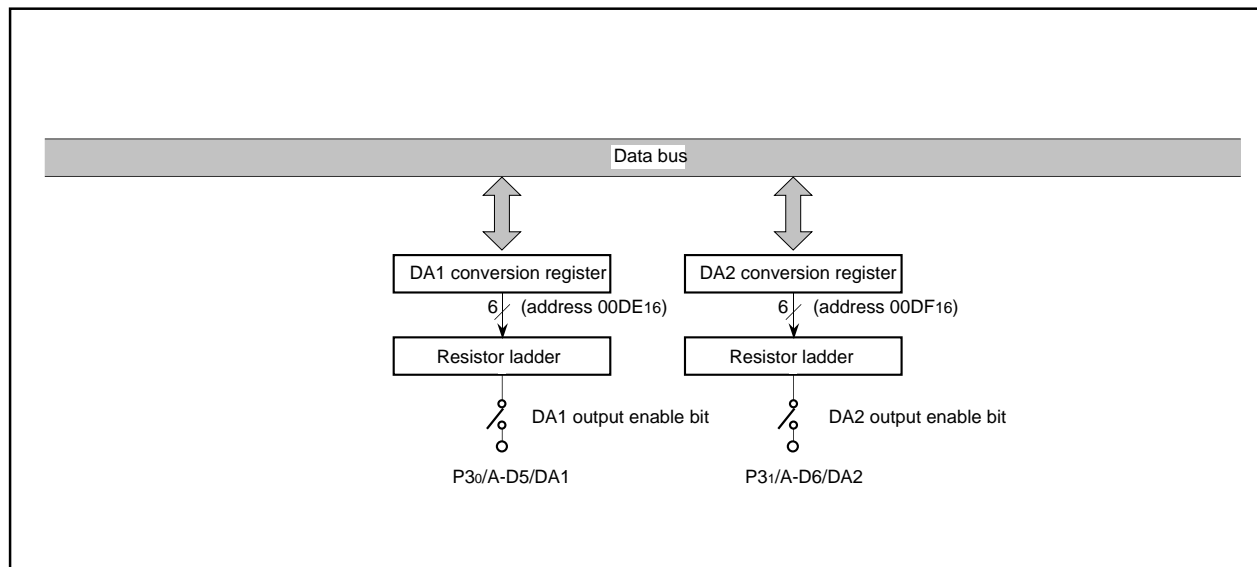 Data bus
DA1 conversion register
DA2 conversion register
6 (address 00DE16)
6 (address 00DF16)
Resistor ladder
Resistor ladder
DA1 output enable bit
DA2 output enable bit
P30/A-D5/DA1
P31/A-D6/DA2